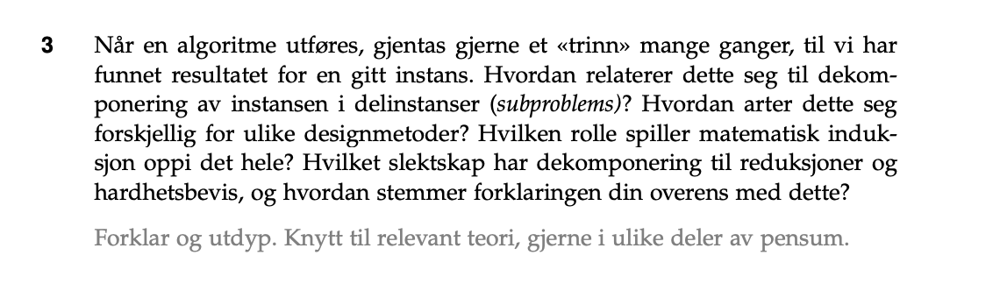 3 Når en algoritme utføres, gjentas gjerne et «trinn» mange ganger, til vi har
funnet resultatet for en gitt instans. Hvordan relaterer dette seg til dekom-
ponering av instansen i delinstanser (subproblems)? Hvordan arter dette seg
forskjellig for ulike designmetoder? Hvilken rolle spiller matematisk induk-
sjon oppi det hele? Hvilket slektskap har dekomponering til reduksjoner og
hardhetsbevis, og hvordan stemmer forklaringen din overens med dette?
Forklar og utdyp. Knytt til relevant teori, gjerne i ulike deler av pensum.